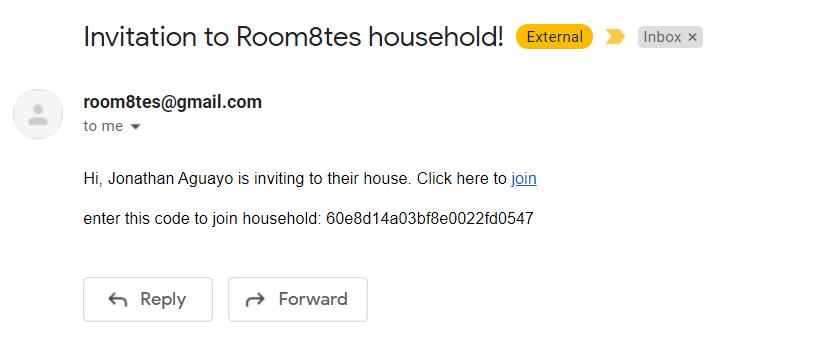 Invitation to Room8tes household! External Inbox ×
room8tes@gmail.com
to me
Hi, Jonathan Aguayo is inviting to their house. Click here to join
enter this code to join household: 60e8d14a03bf8e0022fd0547
Reply Forward